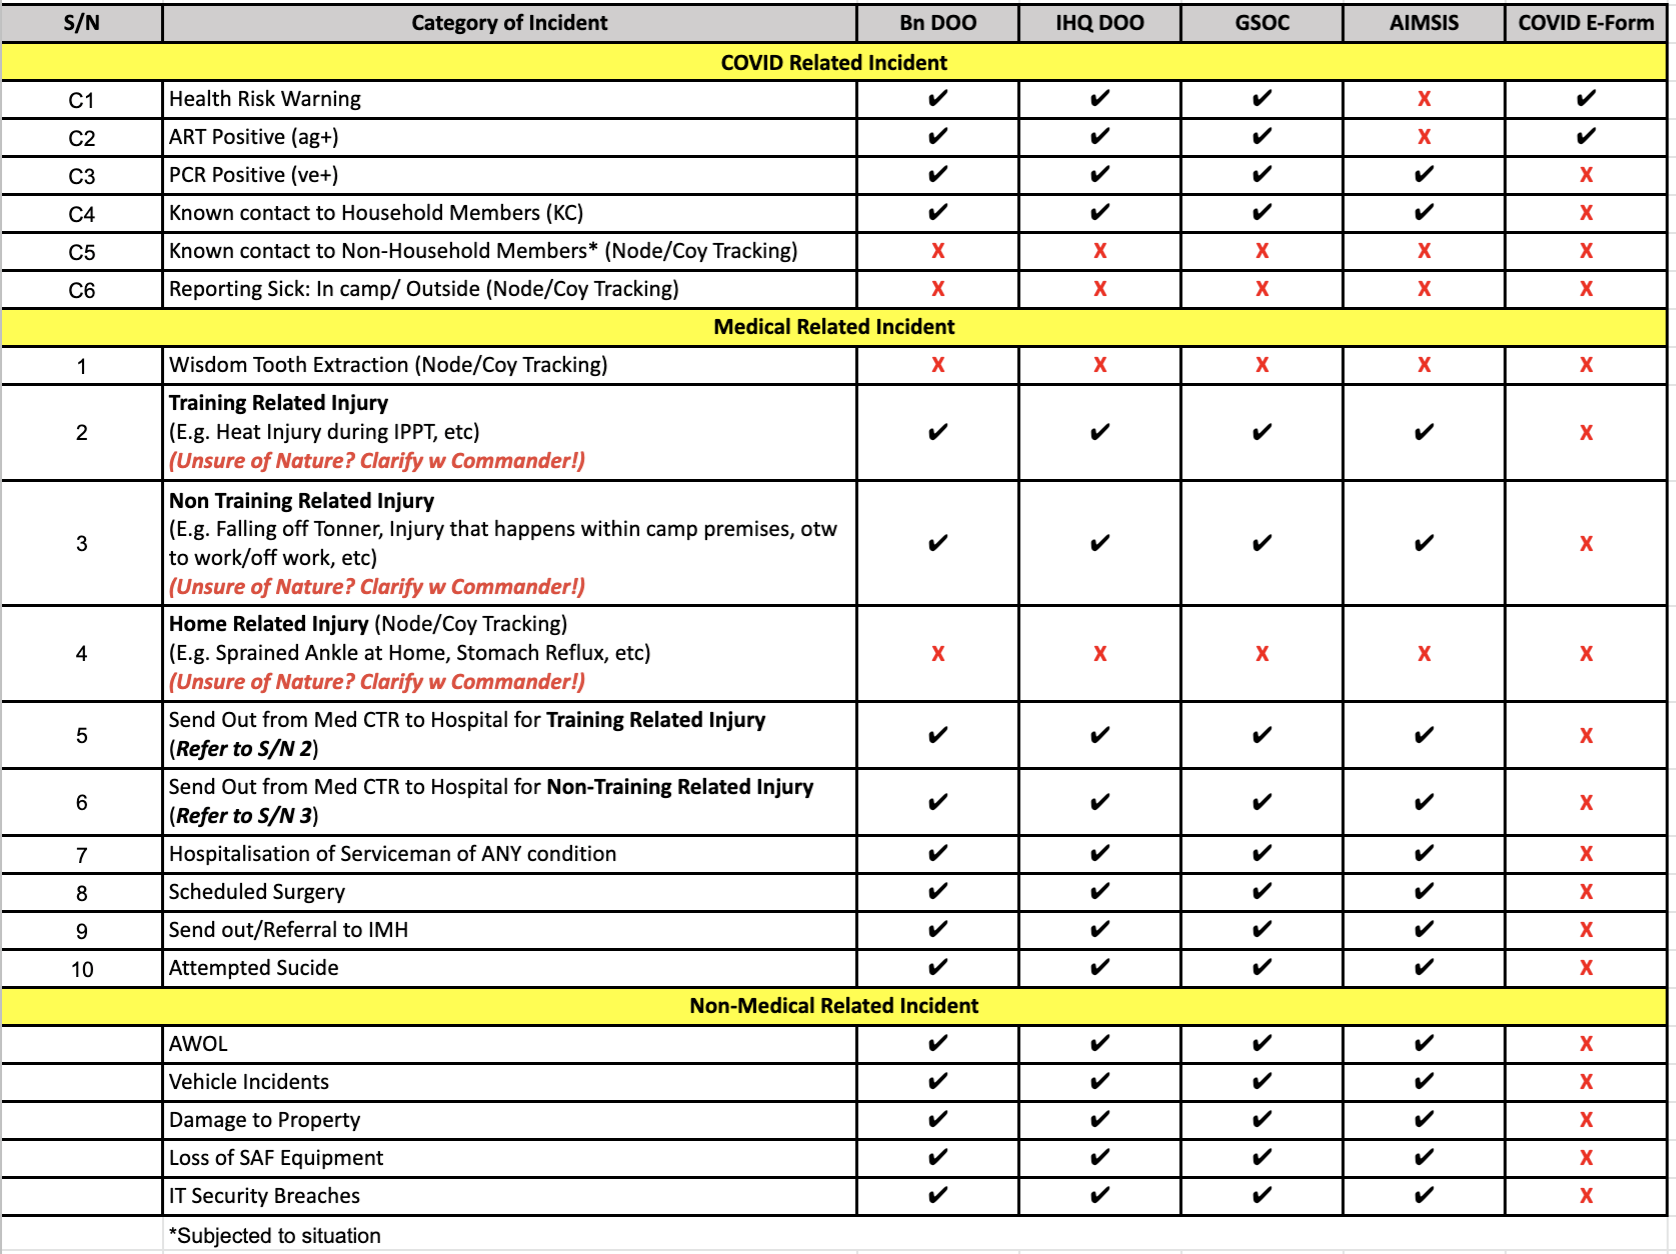 S/N Category of Incident Bn DOO IHQ DOO GSOC AIMSIS COVID E-Form
COVID Related Incident
C1 Health Risk Warning ✔ ✔ ✔ X ✔
C2 ART Positive (ag+) ✔ ✔ ✔ X ✔
C3 PCR Positive (ve+) ✔ ✔ ✔ ✔ X
C4 Known contact to Household Members (KC) ✔ ✔ ✔ ✔ X
C5 Known contact to Non-Household Members* (Node/Coy Tracking) X X X X X
C6 Reporting Sick: In camp/ Outside (Node/Coy Tracking) X X X X X
Medical Related Incident
1 Wisdom Tooth Extraction (Node/Coy Tracking) X X X X X
Training Related Injury
2 (E.g. Heat Injury during IPPT, etc) ✔ ✔ ✔ ✔ X
(Unsure of Nature? Clarify w Commander!)
Non Training Related Injury
(E.g. Falling off Tonner, Injury that happens within camp premises, otw
3 to work/off work, etc) ✔ ✔ ✔ ✔ X
(Unsure of Nature? Clarify w Commander!)
Home Related Injury (Node/Coy Tracking)
4 (E.g. Sprained Ankle at Home, Stomach Reflux, etc) X X X X X
(Unsure of Nature? Clarify w Commander!)
Send Out from Med CTR to Hospital for Training Related Injury
5 (Refer to S/N 2) ✔ ✔ ✔ ✔ X
Send Out from Med CTR to Hospital for Non-Training Related Injury
6 (Refer to S/N 3) ✔ ✔ ✔ ✔ X
7 Hospitalisation of Serviceman of ANY condition ✔ ✔ ✔ ✔ X
8 Scheduled Surgery ✔ ✔ ✔ ✔ X
9 Send out/Referral to IMH ✔ ✔ ✔ ✔ X
10 Attempted Sucide ✔ ✔ ✔ ✔ X
Non-Medical Related Incident
AWOL ✔ ✔ ✔ ✔ X
Vehicle Incidents ✔ ✔ ✔ ✔ X
Damage to Property ✔ ✔ ✔ ✔ X
Loss of SAF Equipment ✔ ✔ ✔ ✔ X
IT Security Breaches ✔ ✔ ✔ ✔ X
*Subjected to situation